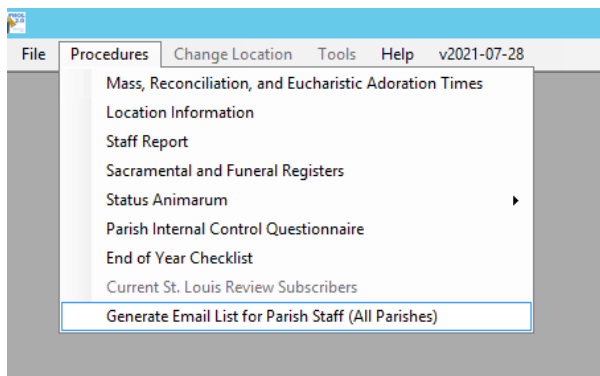 File Procedures Change Location Tools Help v2021-07-28
Mass, Reconciliation, and Eucharistic Adoration Times
Location Information
Staff Report
Sacramental and Funeral Registers
Status Animarum
Parish Internal Control Questionnaire
End of Year Checklist
Current St. Louis Review Subscribers
Generate Email List for Parish Staff (All Parishes)